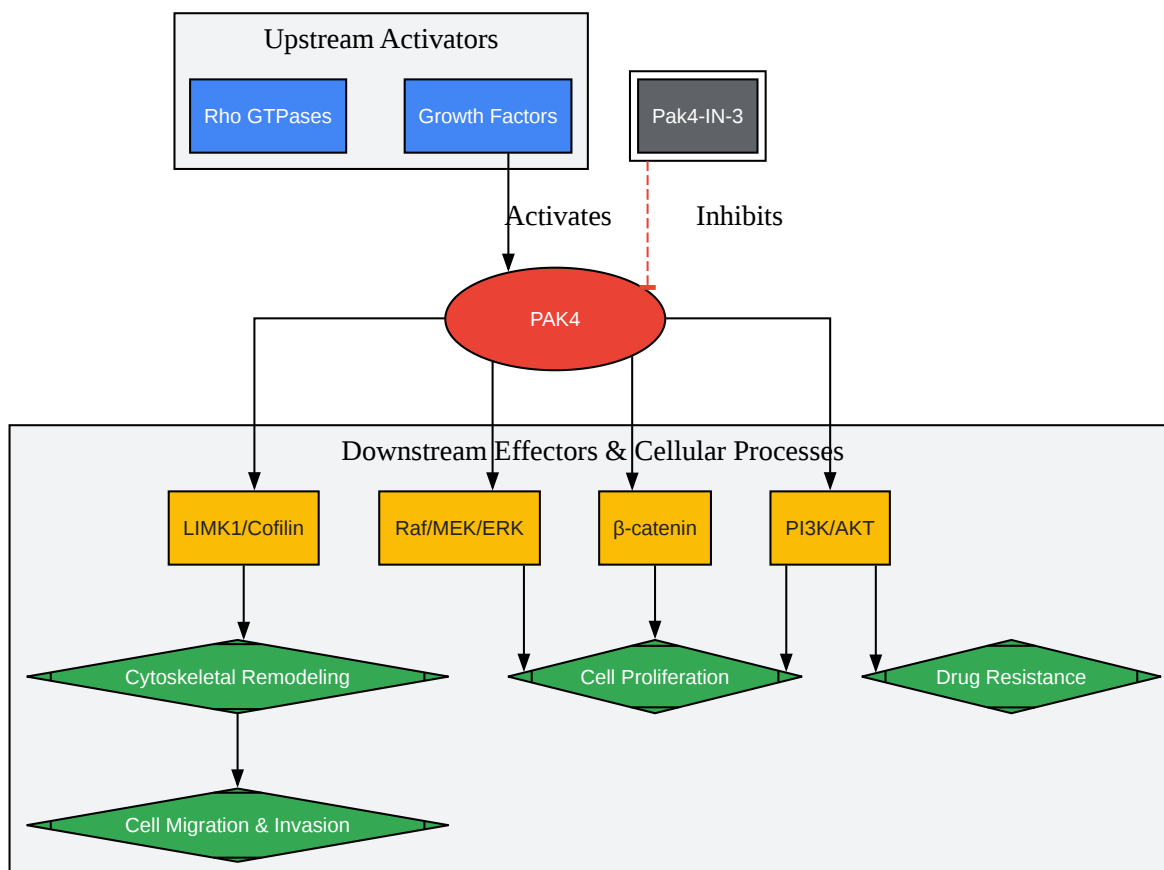 Upstream Activators
Rho GTPases
Growth Factors
Pak4-IN-3
Activates
Inhibits
PAK4
Downstream Effectors & Cellular Processes
LIMK1/Cofilin
Raf/MEK/ERK
β-catenin
PI3K/AKT
Cytoskeletal Remodeling
Cell Proliferation
Drug Resistance
Cell Migration & Invasion